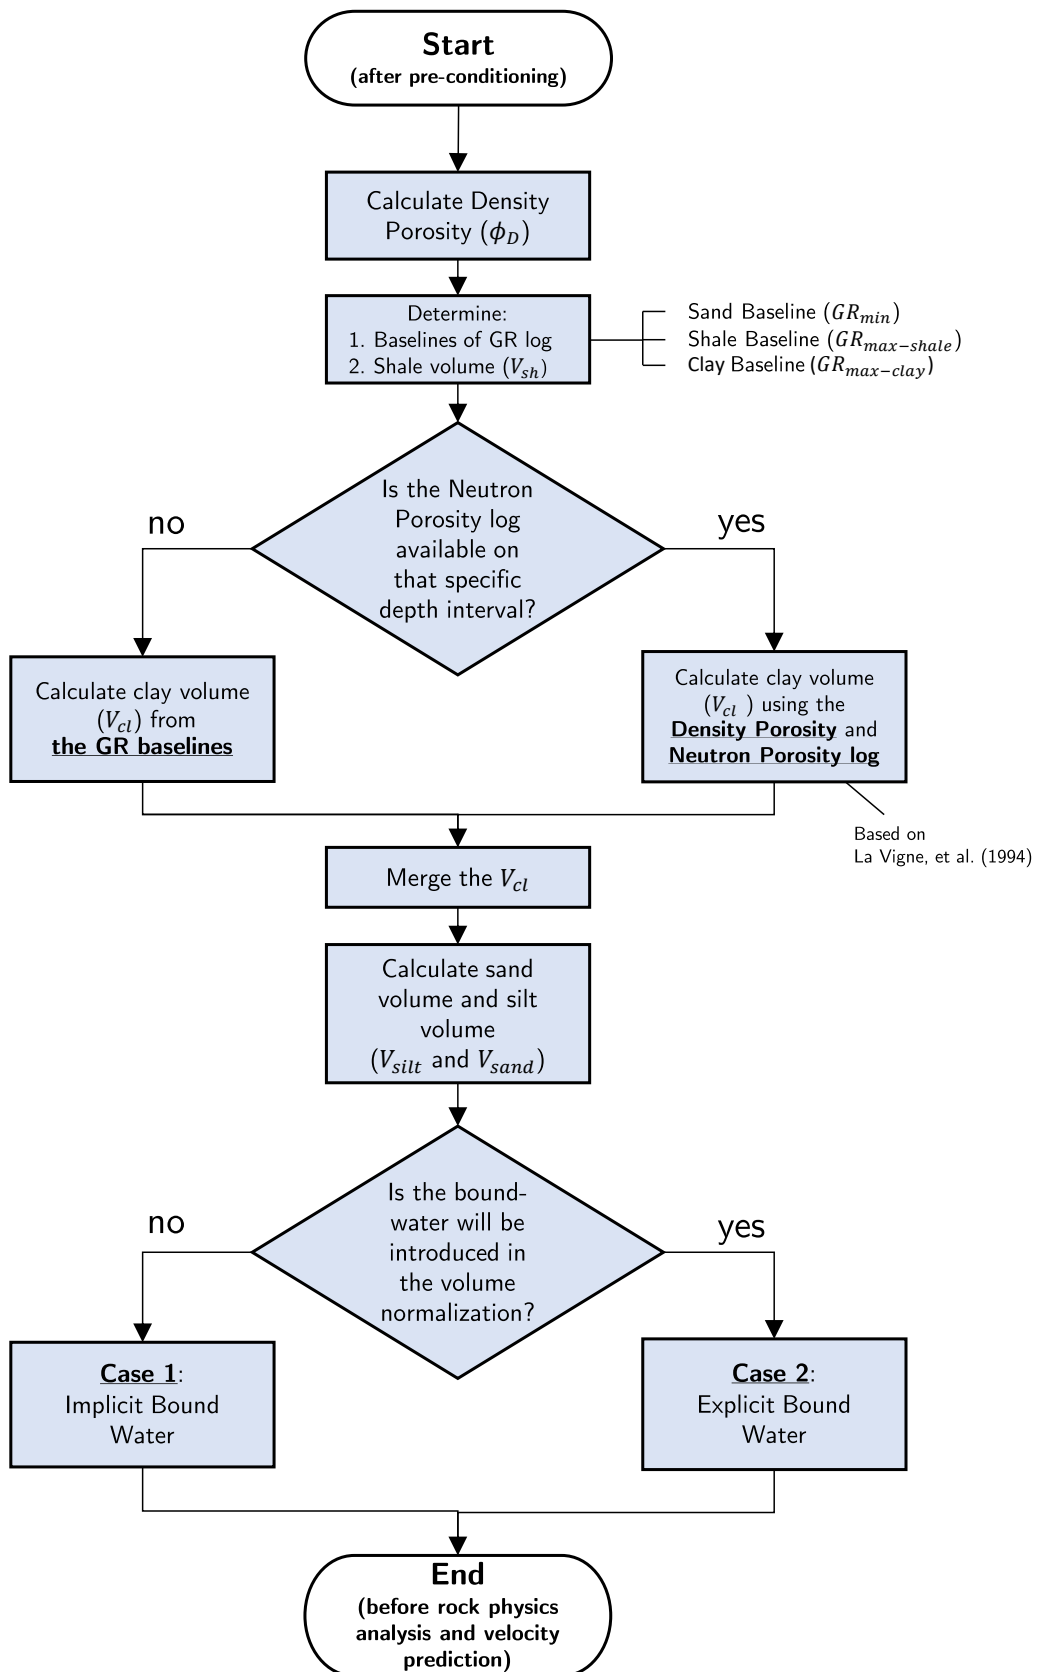 Start
(after pre-conditioning)
Calculate Density
Porosity (ϕ_D)
Determine:
1. Baselines of GR log
2. Shale volume (V_sh)
Sand Baseline (GR_min)
Shale Baseline (GR_max−shale)
Clay Baseline (GR_max−clay)
Is the Neutron
Porosity log
available on
that specific
depth interval?
no
yes
Calculate clay volume
(V_cl) from
the GR baselines
Calculate clay volume
(V_cl ) using the
Density Porosity and
Neutron Porosity log
Based on
La Vigne, et al. (1994)
Merge the V_cl
Calculate sand
volume and silt
volume
(V_silt and V_sand)
Is the bound-
water will be
introduced in
the volume
normalization?
no
yes
Case 1:
Implicit Bound
Water
Case 2:
Explicit Bound
Water
End
(before rock physics
analysis and velocity
prediction)